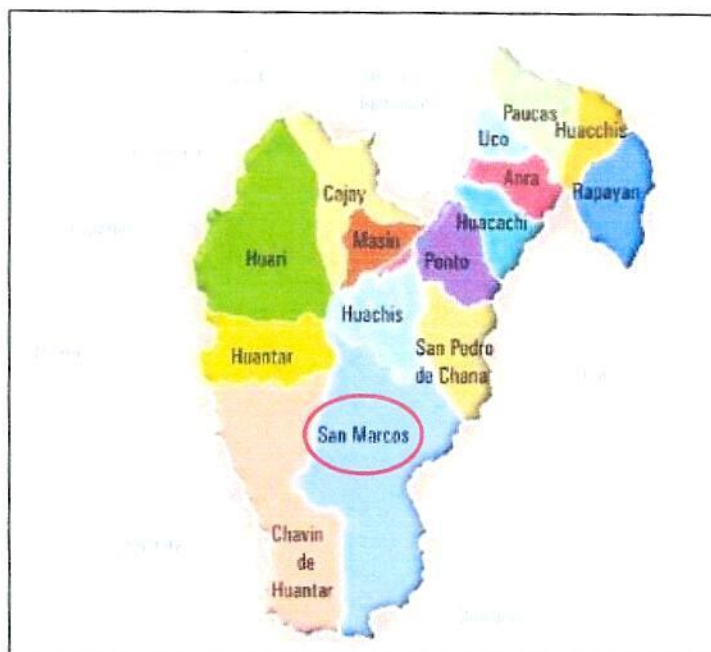 Paucas
Huacchis
Uco
Anra
Rapayan
Cajay
Huacachi
Masin
Huari
Ponto
Huachis
Huantar
San Pedro
de Chana
San Marcos
Chavin
de
Huantar